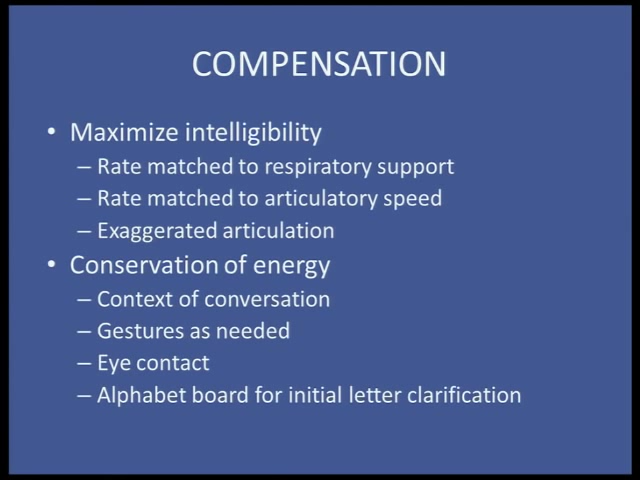 COMPENSATION
• Maximize intelligibility
– Rate matched to respiratory support
– Rate matched to articulatory speed
– Exaggerated articulation
• Conservation of energy
– Context of conversation
– Gestures as needed
– Eye contact
– Alphabet board for initial letter clarification